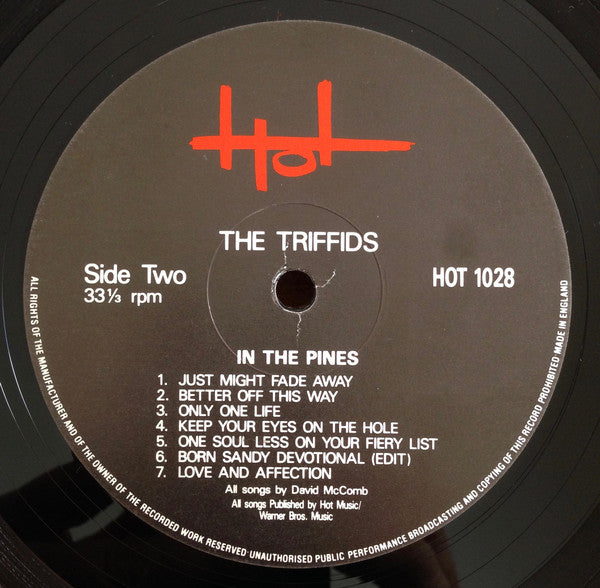 Hot
THE TRIFFIDS
Side Two
33⅓ rpm
HOT 1028
IN THE PINES
1. JUST MIGHT FADE AWAY
2. BETTER OFF THIS WAY
3. ONLY ONE LIFE
4. KEEP YOUR EYES ON THE HOLE
5. ONE SOUL LESS ON YOUR FIERY LIST
6. BORN SANDY DEVOTIONAL (EDIT)
7. LOVE AND AFFECTION
All songs by David McComb
All songs Published by Hot Music/
Warner Bros. Music
ALL RIGHTS OF THE MANUFACTURER AND OF THE OWNER OF THE RECORDED WORK RESERVED·UNAUTHORISED PUBLIC PERFORMANCE BROADCASTING AND COPYING OF THIS RECORD PROHIBITED MADE IN ENGLAND